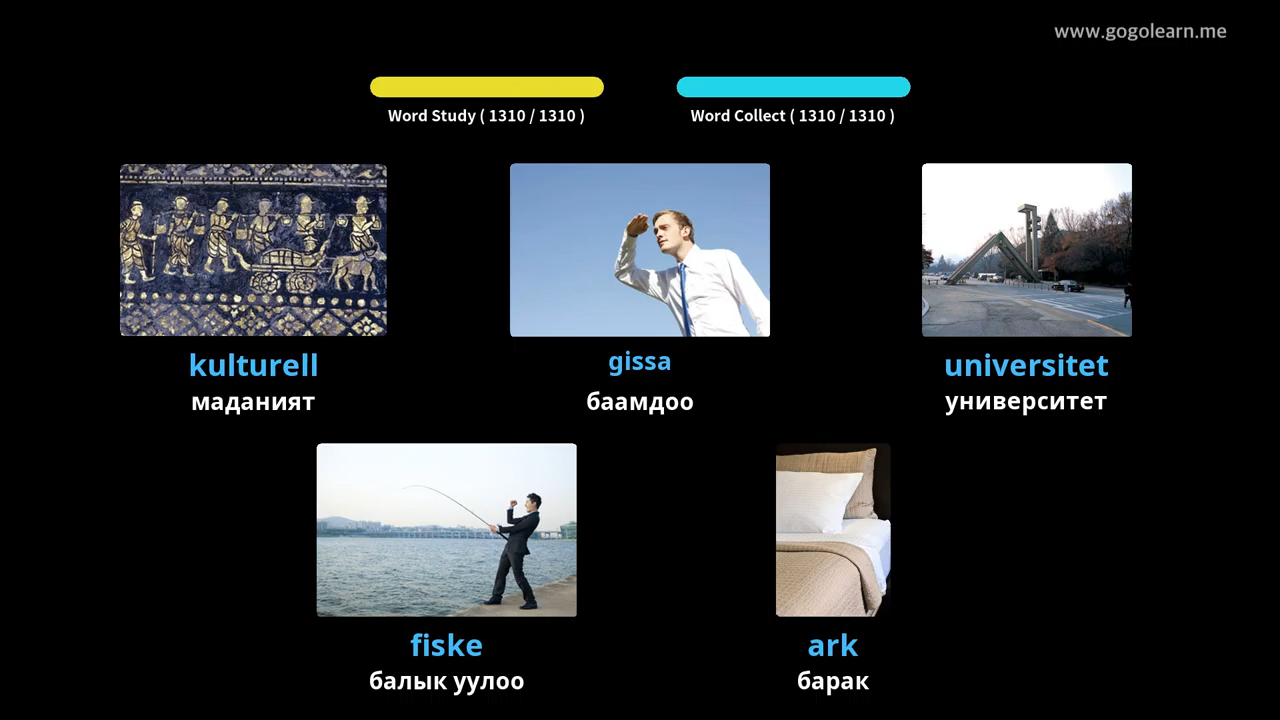 www.gogolearn.me
Word Study ( 1310 / 1310 )
Word Collect ( 1310 / 1310 )
kulturell
маданият
gissa
баамдоо
universitet
университет
fiske
балык уулоо
ark
барак